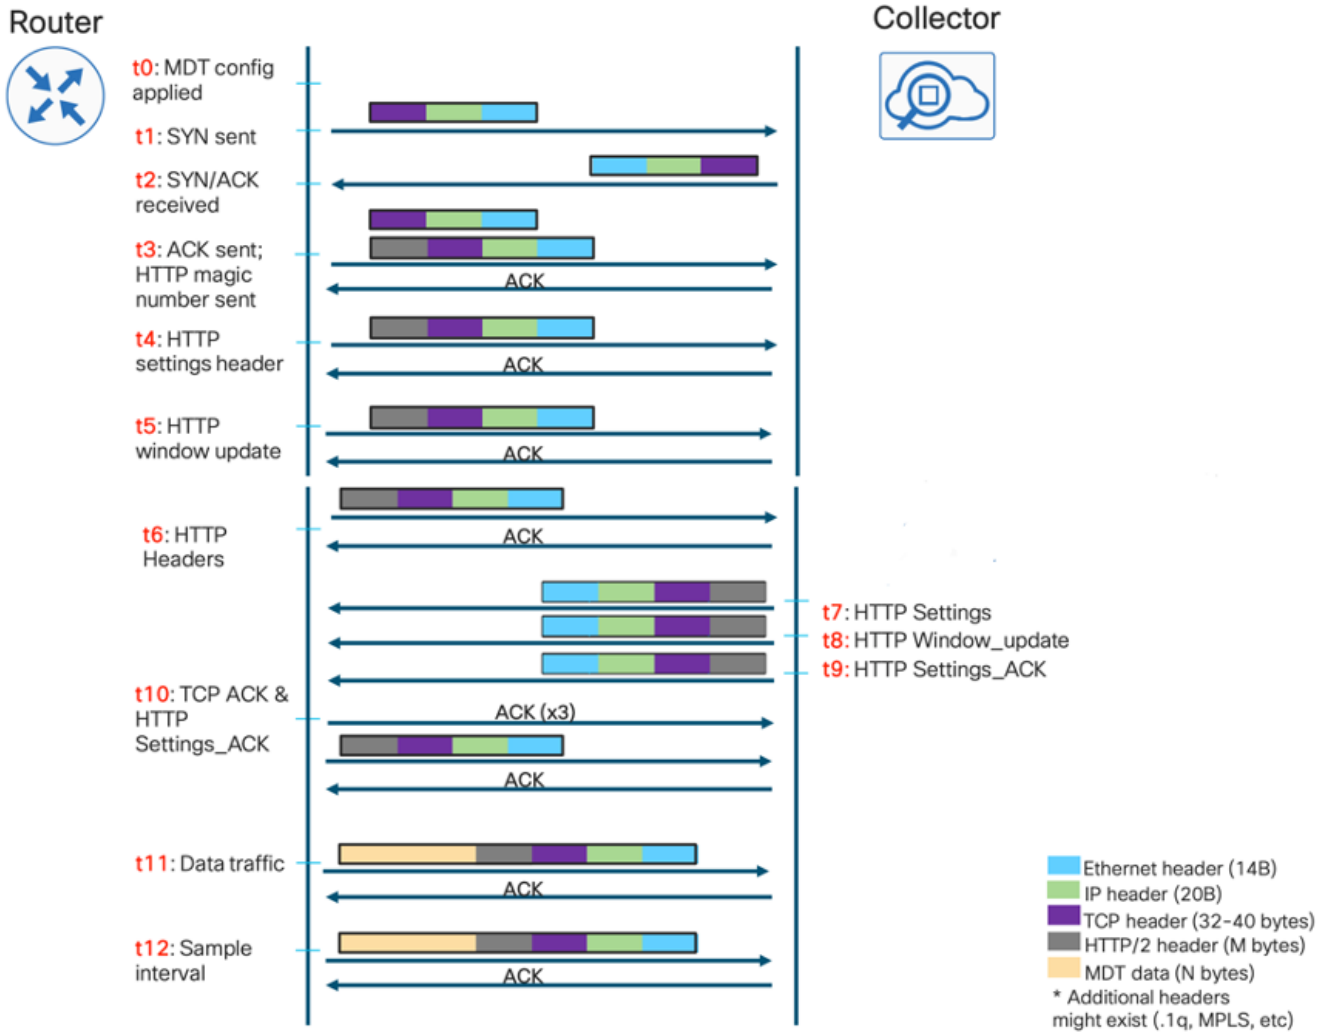 Router
Collector
t0: MDT config
applied
t1: SYN sent
t2: SYN/ACK
received
t3: ACK sent;
HTTP magic
number sent
ACK
t4: HTTP
settings header
ACK
t5: HTTP
window update
ACK
t6: HTTP
Headers
ACK
t7: HTTP Settings
t8: HTTP Window_update
t9: HTTP Settings_ACK
t10: TCP ACK &
HTTP
Settings_ACK
ACK (x3)
ACK
t11: Data traffic
ACK
t12: Sample
interval
ACK
Ethernet header (14B)
IP header (20B)
TCP header (32-40 bytes)
HTTP/2 header (M bytes)
MDT data (N bytes)
* Additional headers
might exist (.1q, MPLS, etc)